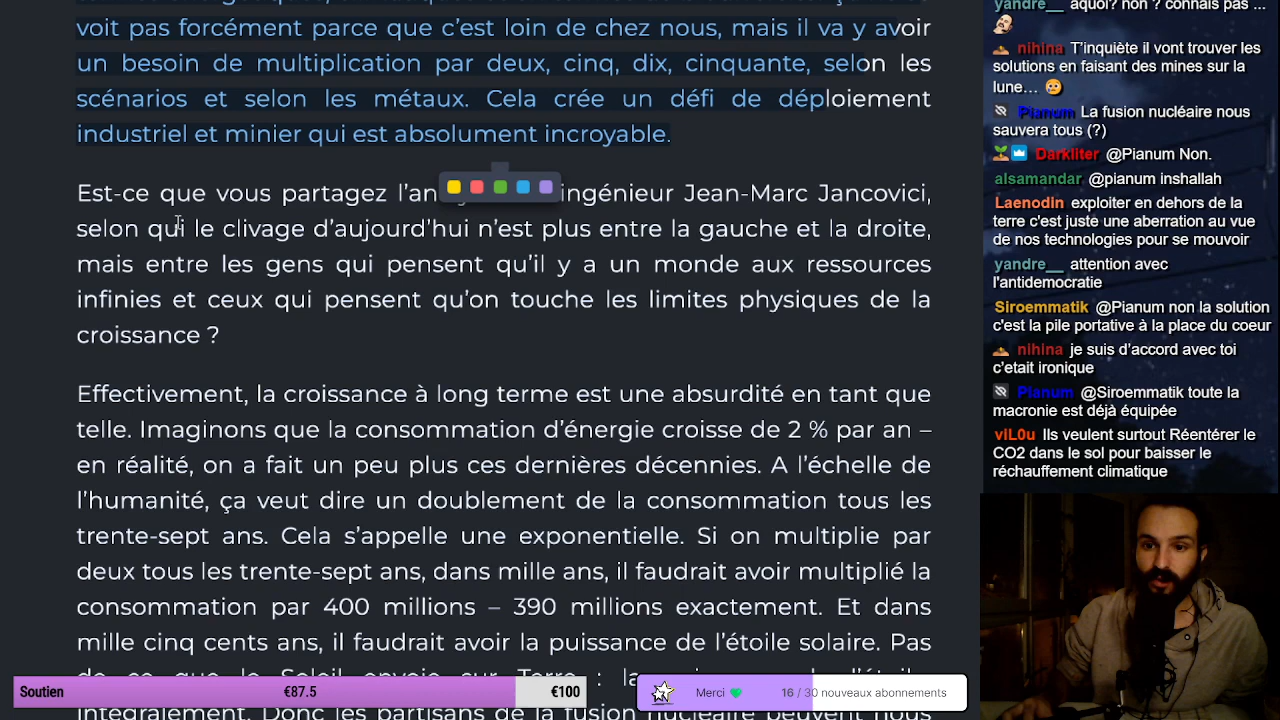 voit pas forcément parce que c’est loin de chez nous, mais il va y avoir
un besoin de multiplication par deux, cinq, dix, cinquante, selon les
scénarios et selon les métaux. Cela crée un défi de déploiement
industriel et minier qui est absolument incroyable.
Est-ce que vous partagez ingénieur Jean-Marc Jancovici,
selon qui le clivage d’aujourd’hui n’est plus entre la gauche et la droite,
mais entre les gens qui pensent qu’il y a un monde aux ressources
infinies et ceux qui pensent qu’on touche les limites physiques de la
croissance ?
Effectivement, la croissance à long terme est une absurdité en tant que
telle. Imaginons que la consommation d’énergie croisse de 2 % par an –
en réalité, on a fait un peu plus ces dernières décennies. A l’échelle de
l’humanité, ça veut dire un doublement de la consommation tous les
trente-sept ans. Cela s’appelle une exponentielle. Si on multiplie par
deux tous les trente-sept ans, dans mille ans, il faudrait avoir multiplié la
consommation par 400 millions – 390 millions exactement. Et dans
mille cinq cents ans, il faudrait avoir la puissance de l’étoile solaire. Pas
intégralement. Donc les partisans de la fusion nucléaire peuvent nous
Soutien €87.5 €100
Merci 16 / 30 nouveaux abonnements
yandre__ aquoi? non ? connais pas ...
nihina T’inquiète il vont trouver les
solutions en faisant des mines sur la
lune…
Pianum La fusion nucléaire nous
sauvera tous (?)
Darkliter @Pianum Non.
alsamandar @pianum inshallah
Laenodin exploiter en dehors de la
terre c'est juste une aberration au vue
de nos technologies pour se mouvoir
yandre__ attention avec
l'antidemocratie
Siroemmatik @Pianum non la solution
c'est la pile portative à la place du coeur
nihina je suis d’accord avec toi
c’etait ironique
Pianum @Siroemmatik toute la
macronie est déjà équipée
viL0u Ils veulent surtout Réentérer le
CO2 dans le sol pour baisser le
réchauffement climatique